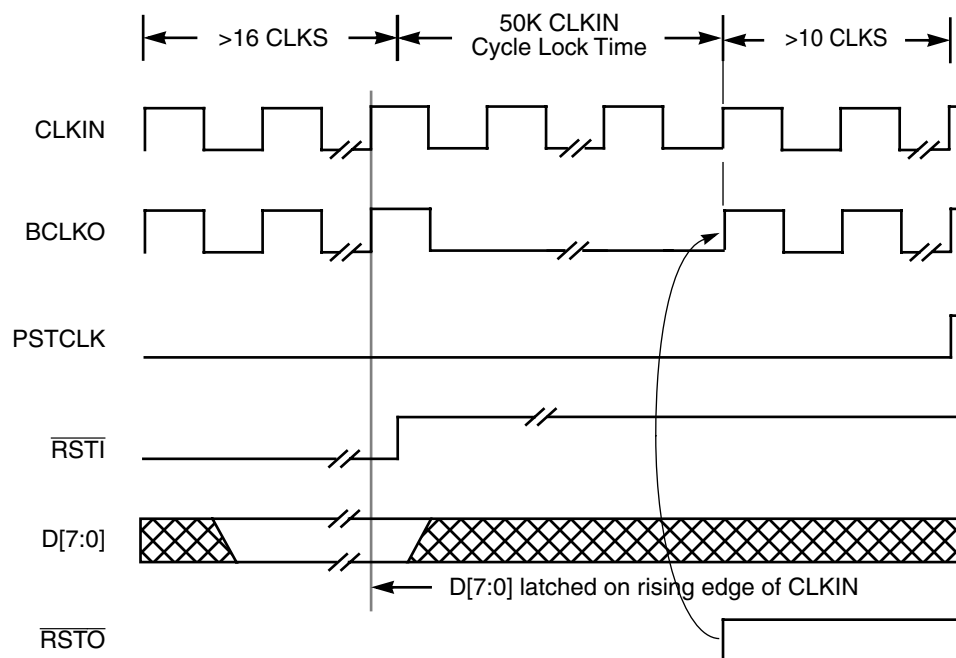 >16 CLKS
50K CLKIN
Cycle Lock Time
>10 CLKS
CLKIN
BCLKO
PSTCLK
RSTI
D[7:0]
D[7:0] latched on rising edge of CLKIN
RSTO